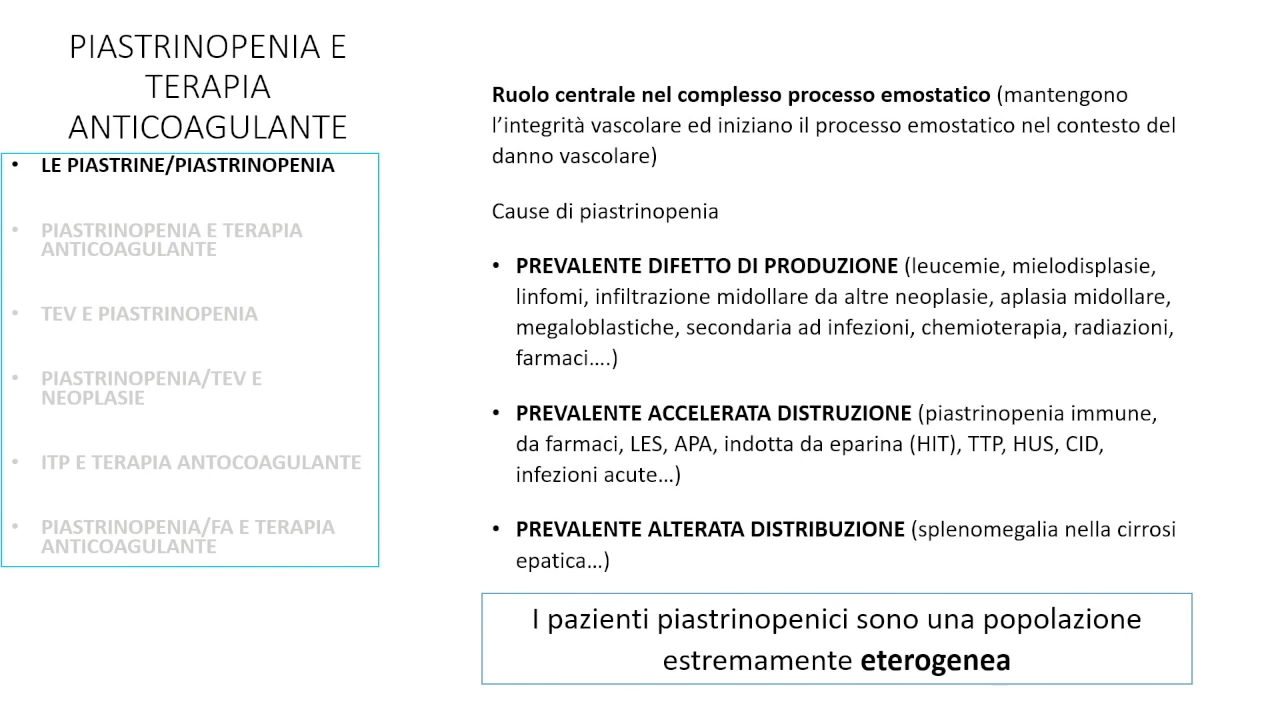 PIASTRINOPENIA E
TERAPIA
ANTICOAGULANTE
• LE PIASTRINE/PIASTRINOPENIA
• PIASTRINOPENIA E TERAPIA
ANTICOAGULANTE
• TEV E PIASTRINOPENIA
• PIASTRINOPENIA/TEV E
NEOPLASIE
• ITP E TERAPIA ANTOCOAGULANTE
• PIASTRINOPENIA/FA E TERAPIA
ANTICOAGULANTE
Ruolo centrale nel complesso processo emostatico (mantengono
l’integrità vascolare ed iniziano il processo emostatico nel contesto del
danno vascolare)
Cause di piastrinopenia
• PREVALENTE DIFETTO DI PRODUZIONE (leucemie, mielodisplasie,
linfomi, infiltrazione midollare da altre neoplasie, aplasia midollare,
megaloblastiche, secondaria ad infezioni, chemioterapia, radiazioni,
farmaci….)
• PREVALENTE ACCELERATA DISTRUZIONE (piastrinopenia immune,
da farmaci, LES, APA, indotta da eparina (HIT), TTP, HUS, CID,
infezioni acute…)
• PREVALENTE ALTERATA DISTRIBUZIONE (splenomegalia nella cirrosi
epatica…)
I pazienti piastrinopenici sono una popolazione
estremamente eterogenea